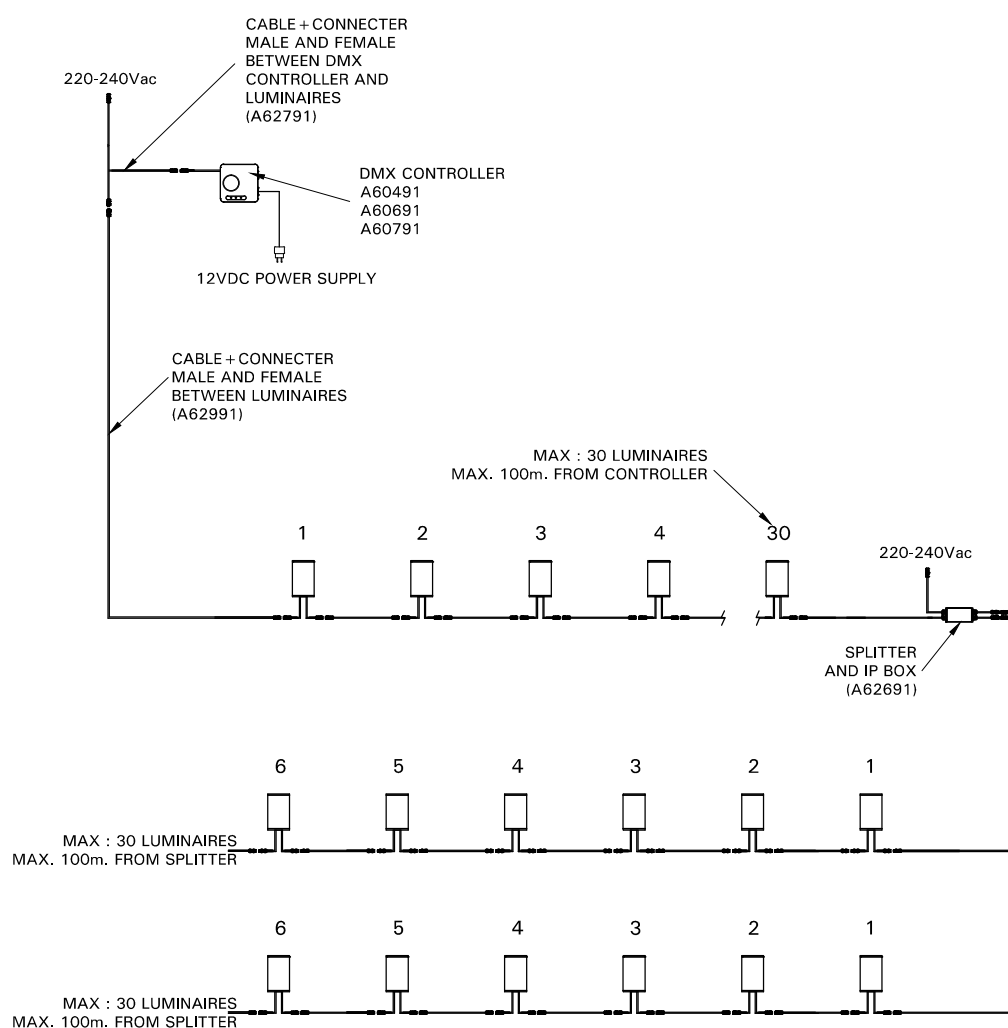 CABLE + CONNECTER
MALE AND FEMALE
BETWEEN DMX
CONTROLLER AND
LUMINAIRES
(A62791)
220-240Vac
DMX CONTROLLER
A60491
A60691
A60791
12VDC POWER SUPPLY
CABLE + CONNECTER
MALE AND FEMALE
BETWEEN LUMINAIRES
(A62991)
MAX : 30 LUMINAIRES
MAX. 100m. FROM CONTROLLER
1 2 3 4 30
220-240Vac
SPLITTER
AND IP BOX
(A62691)
6 5 4 3 2 1
MAX : 30 LUMINAIRES
MAX. 100m. FROM SPLITTER
6 5 4 3 2 1
MAX : 30 LUMINAIRES
MAX. 100m. FROM SPLITTER